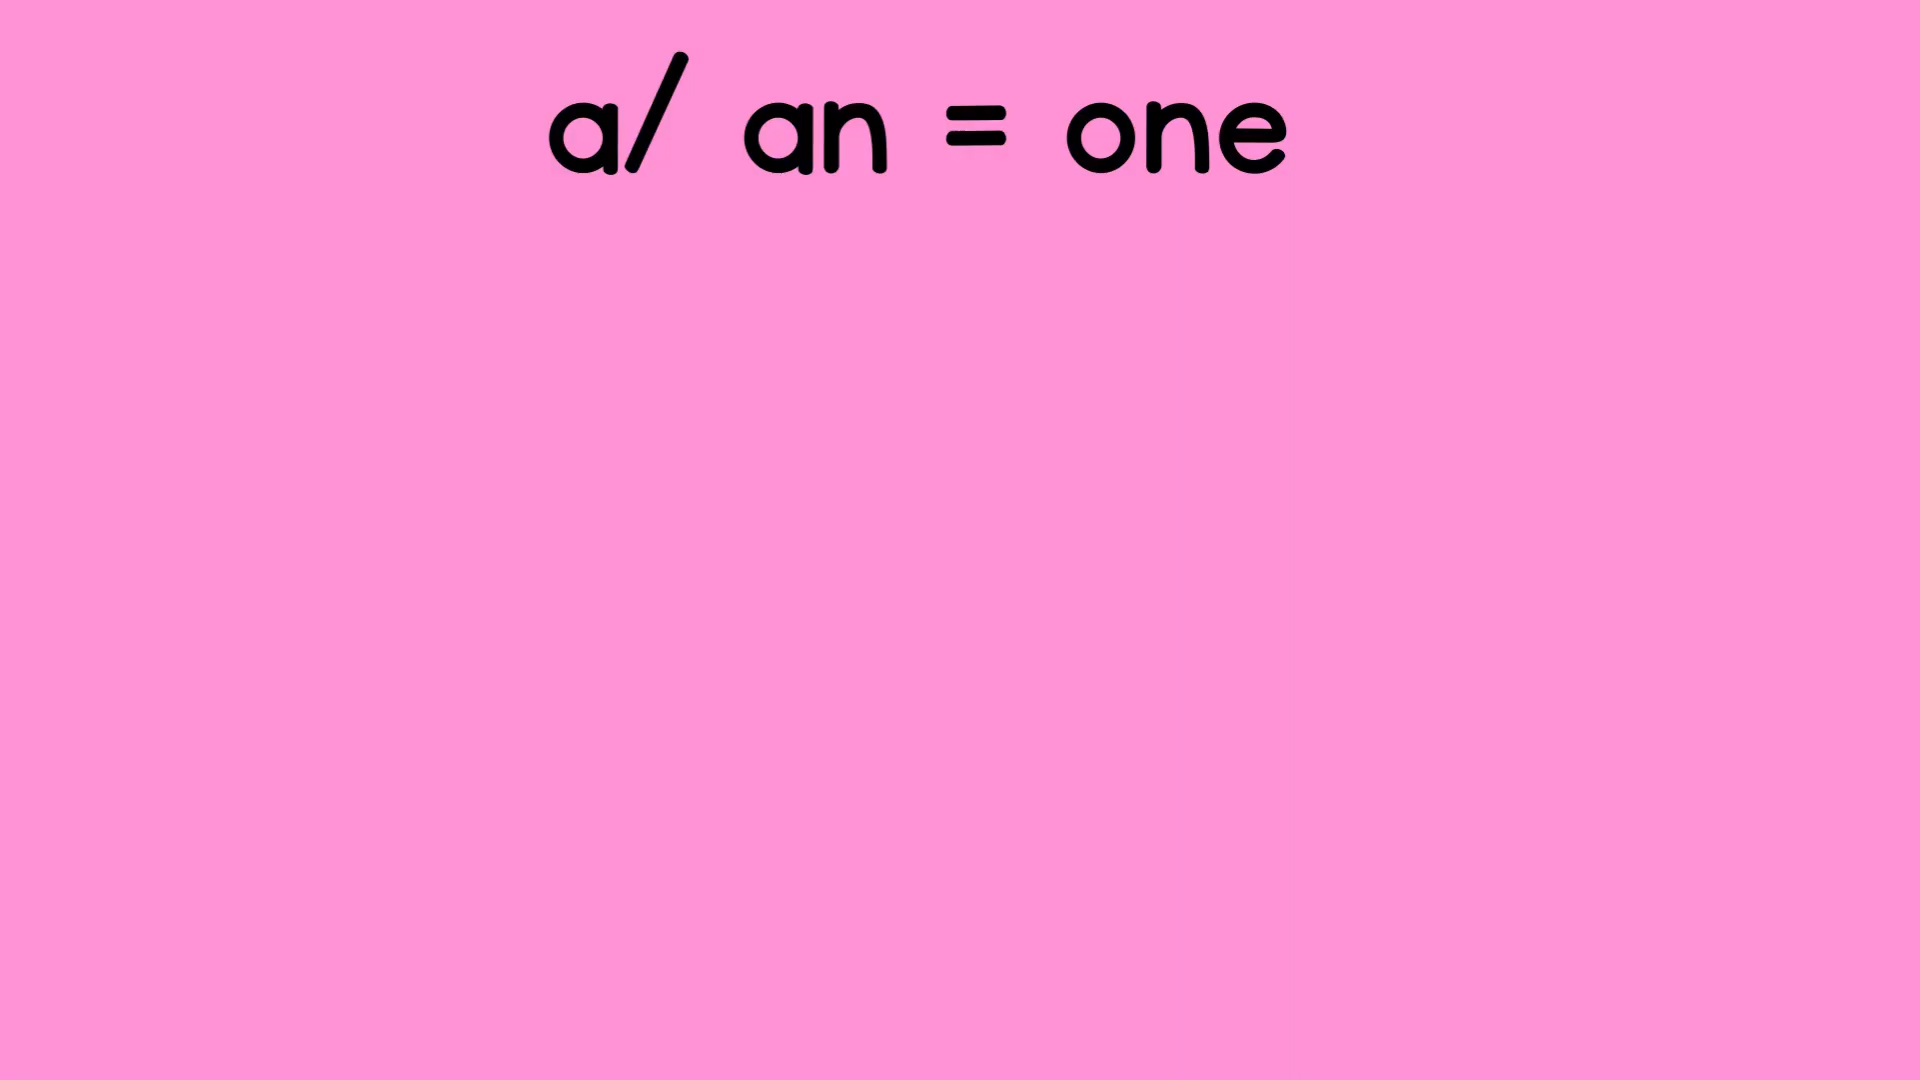 a/ an = one